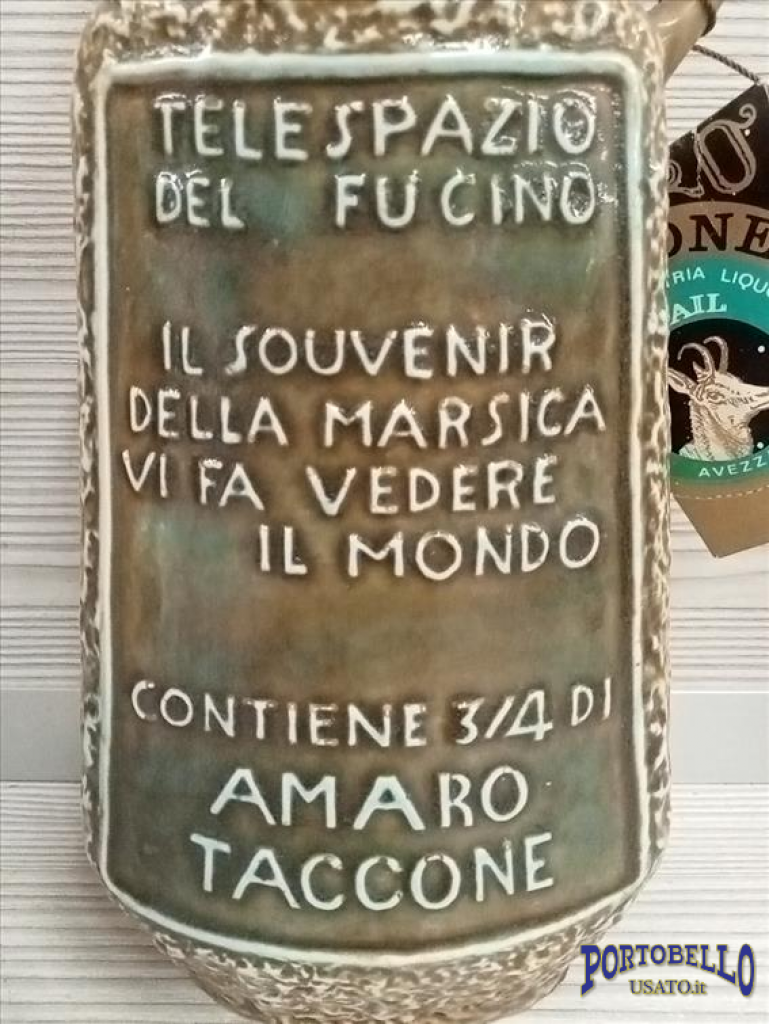 TELESPAZIO
DEL FUCINO
IL SOUVENIR
DELLA MARSICA
VI FA VEDERE
IL MONDO
CONTIENE 3/4 DI
AMARO
TACCONE
PORTOBELLO
USATO.it